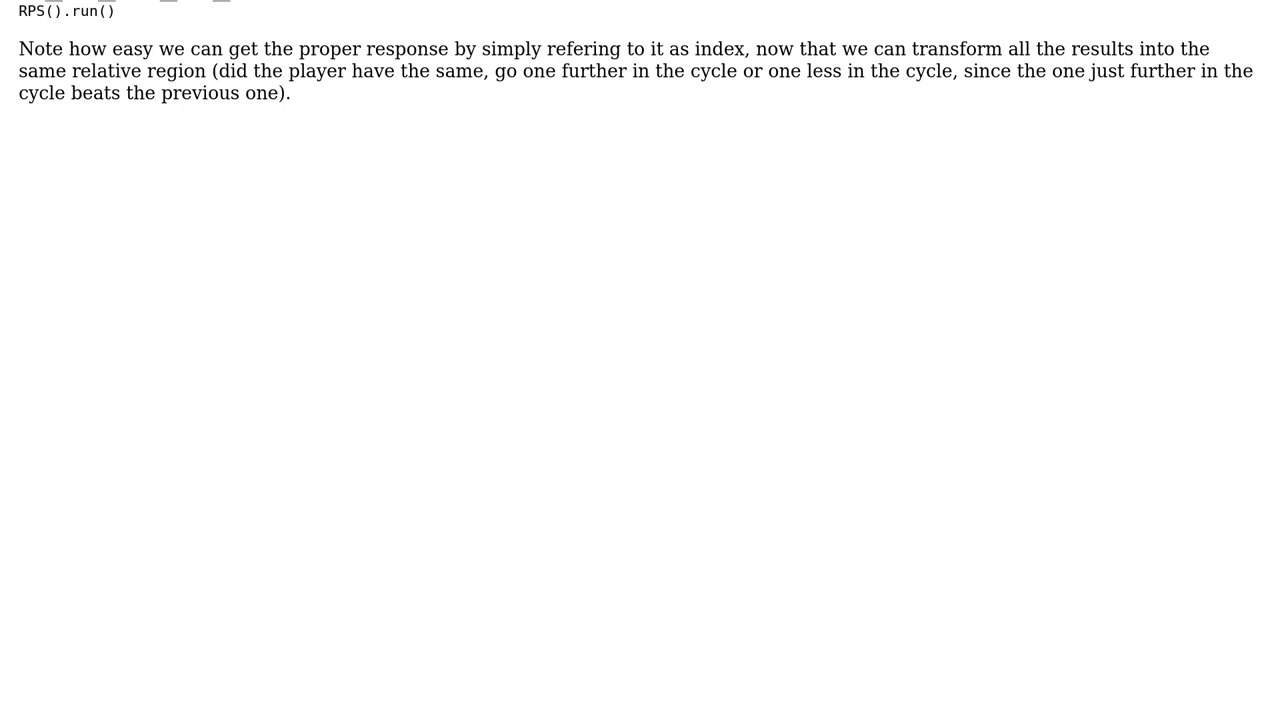 RPS().run()
Note how easy we can get the proper response by simply refering to it as index, now that we can transform all the results into the
same relative region (did the player have the same, go one further in the cycle or one less in the cycle, since the one just further in the
cycle beats the previous one).